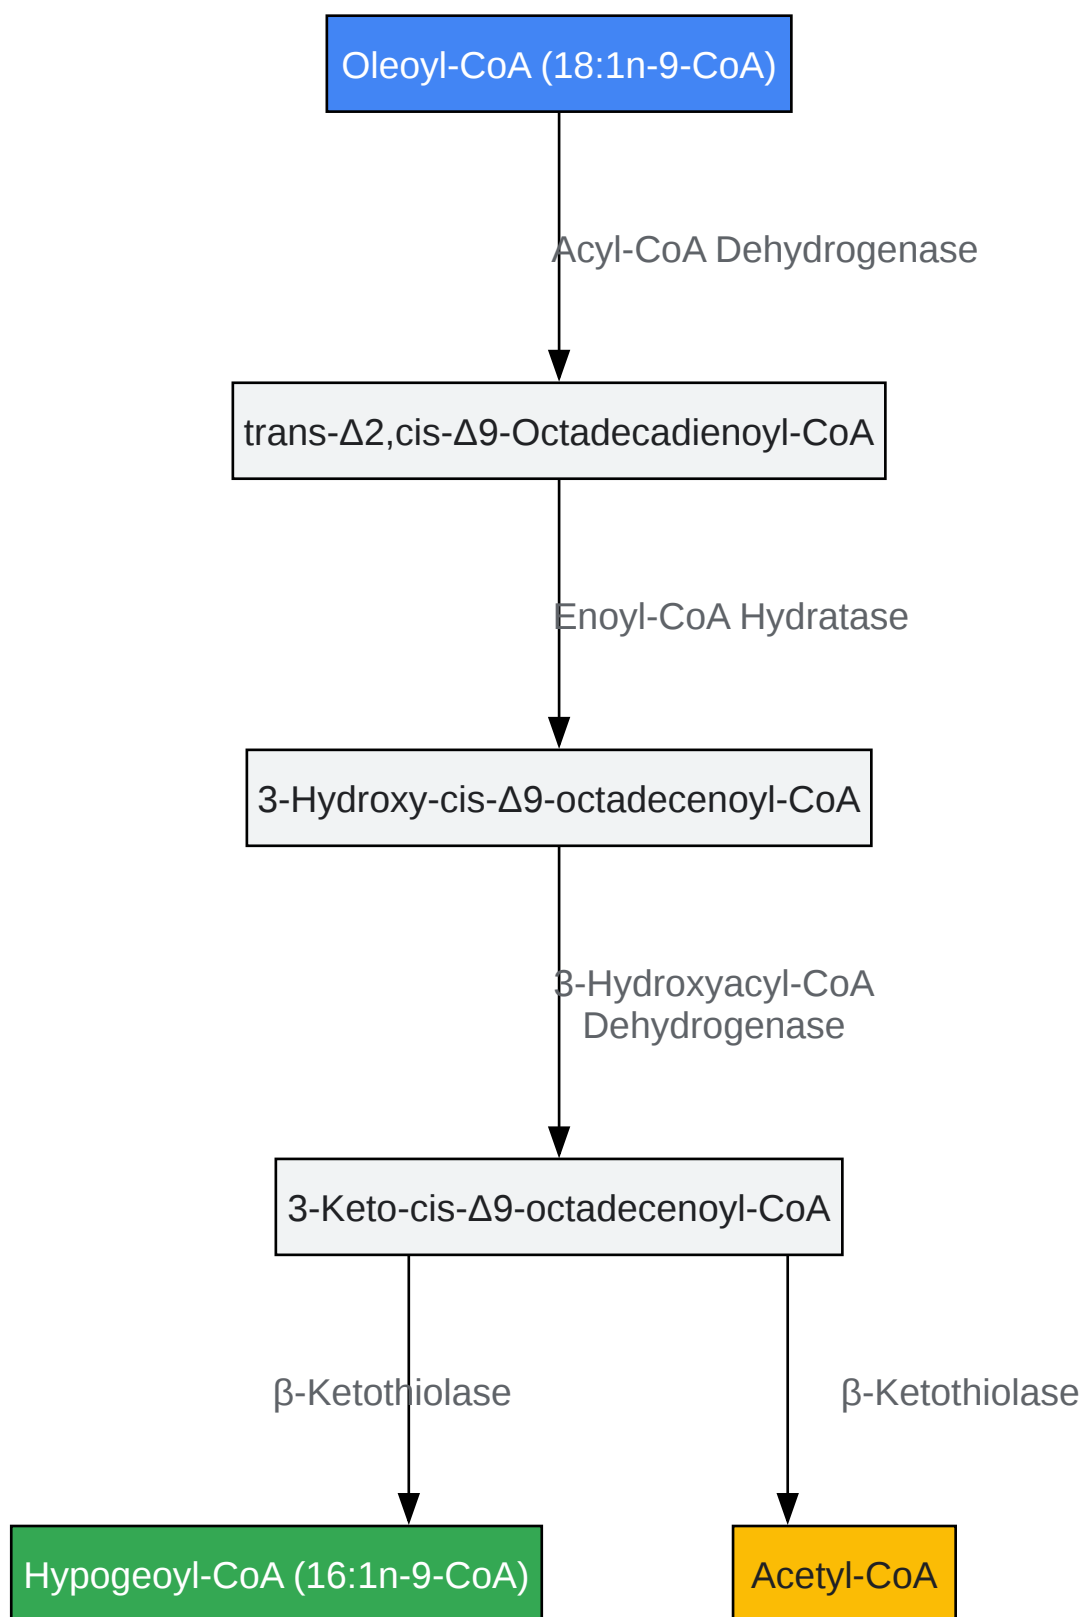 Oleoyl-CoA (18:1n-9-CoA)
Acyl-CoA Dehydrogenase
trans-Δ2,cis-Δ9-Octadecadienoyl-CoA
Enoyl-CoA Hydratase
3-Hydroxy-cis-Δ9-octadecenoyl-CoA
3-Hydroxyacyl-CoA
Dehydrogenase
3-Keto-cis-Δ9-octadecenoyl-CoA
β-Ketothiolase
β-Ketothiolase
Hypogeoyl-CoA (16:1n-9-CoA)
Acetyl-CoA